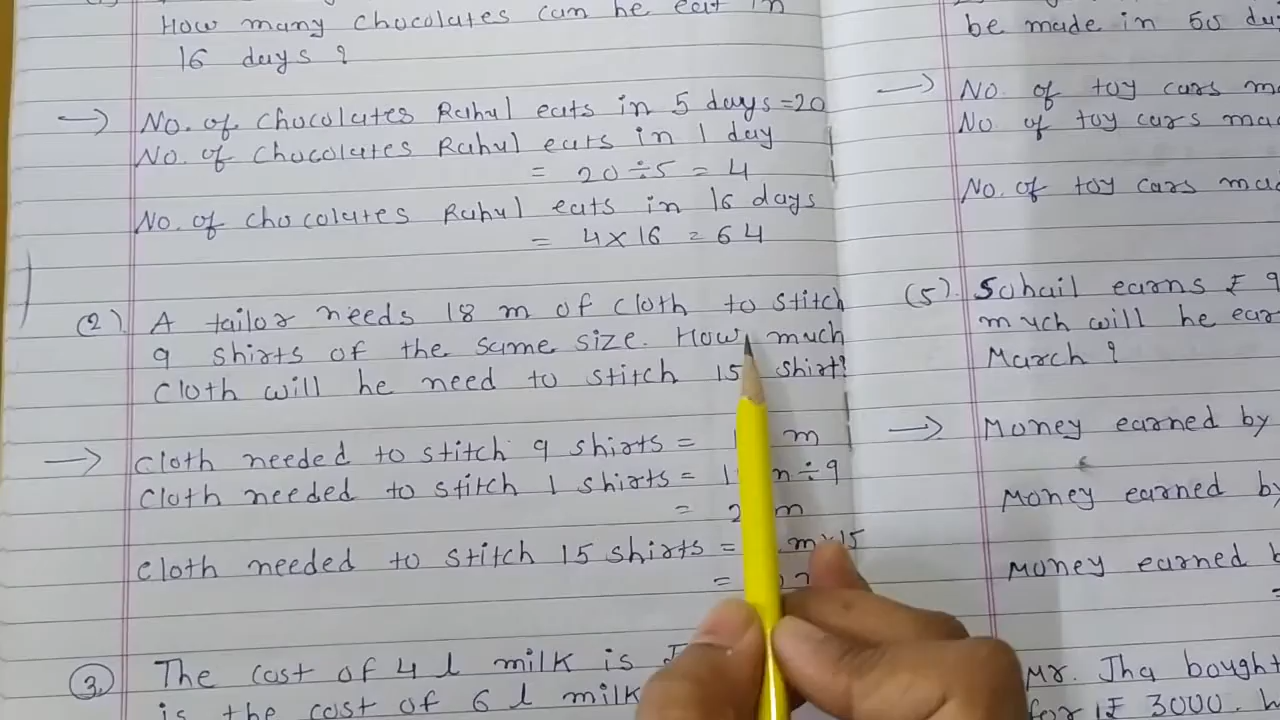 How many chocolates can he eat in
16 days ?
→ No. of chocolates Rahul eats in 5 days = 20
No. of chocolates Rahul eats in 1 day
= 20 ÷ 5 = 4
No. of chocolates Rahul eats in 16 days
= 4 × 16 = 64
(2). A tailor needs 18 m of cloth to stitch
9 shirts of the same size. How much
cloth will he need to stitch 15 shirt?
→ cloth needed to stitch 9 shirts = m
cloth needed to stitch 1 shirts = ÷ 9
= 2 m
cloth needed to stitch 15 shirts = m × 15
=
3. The cost of 4 l milk is
is the cost of 6 l milk
be made in 50
→ No. of toy cars
No of toy cars
No. of toy cars
(5). Sohail earns ₹ 9
much will he
March ?
→ Money earned by
Money earned by
Money earned
Mr. Jha bought
for ₹ 3000.